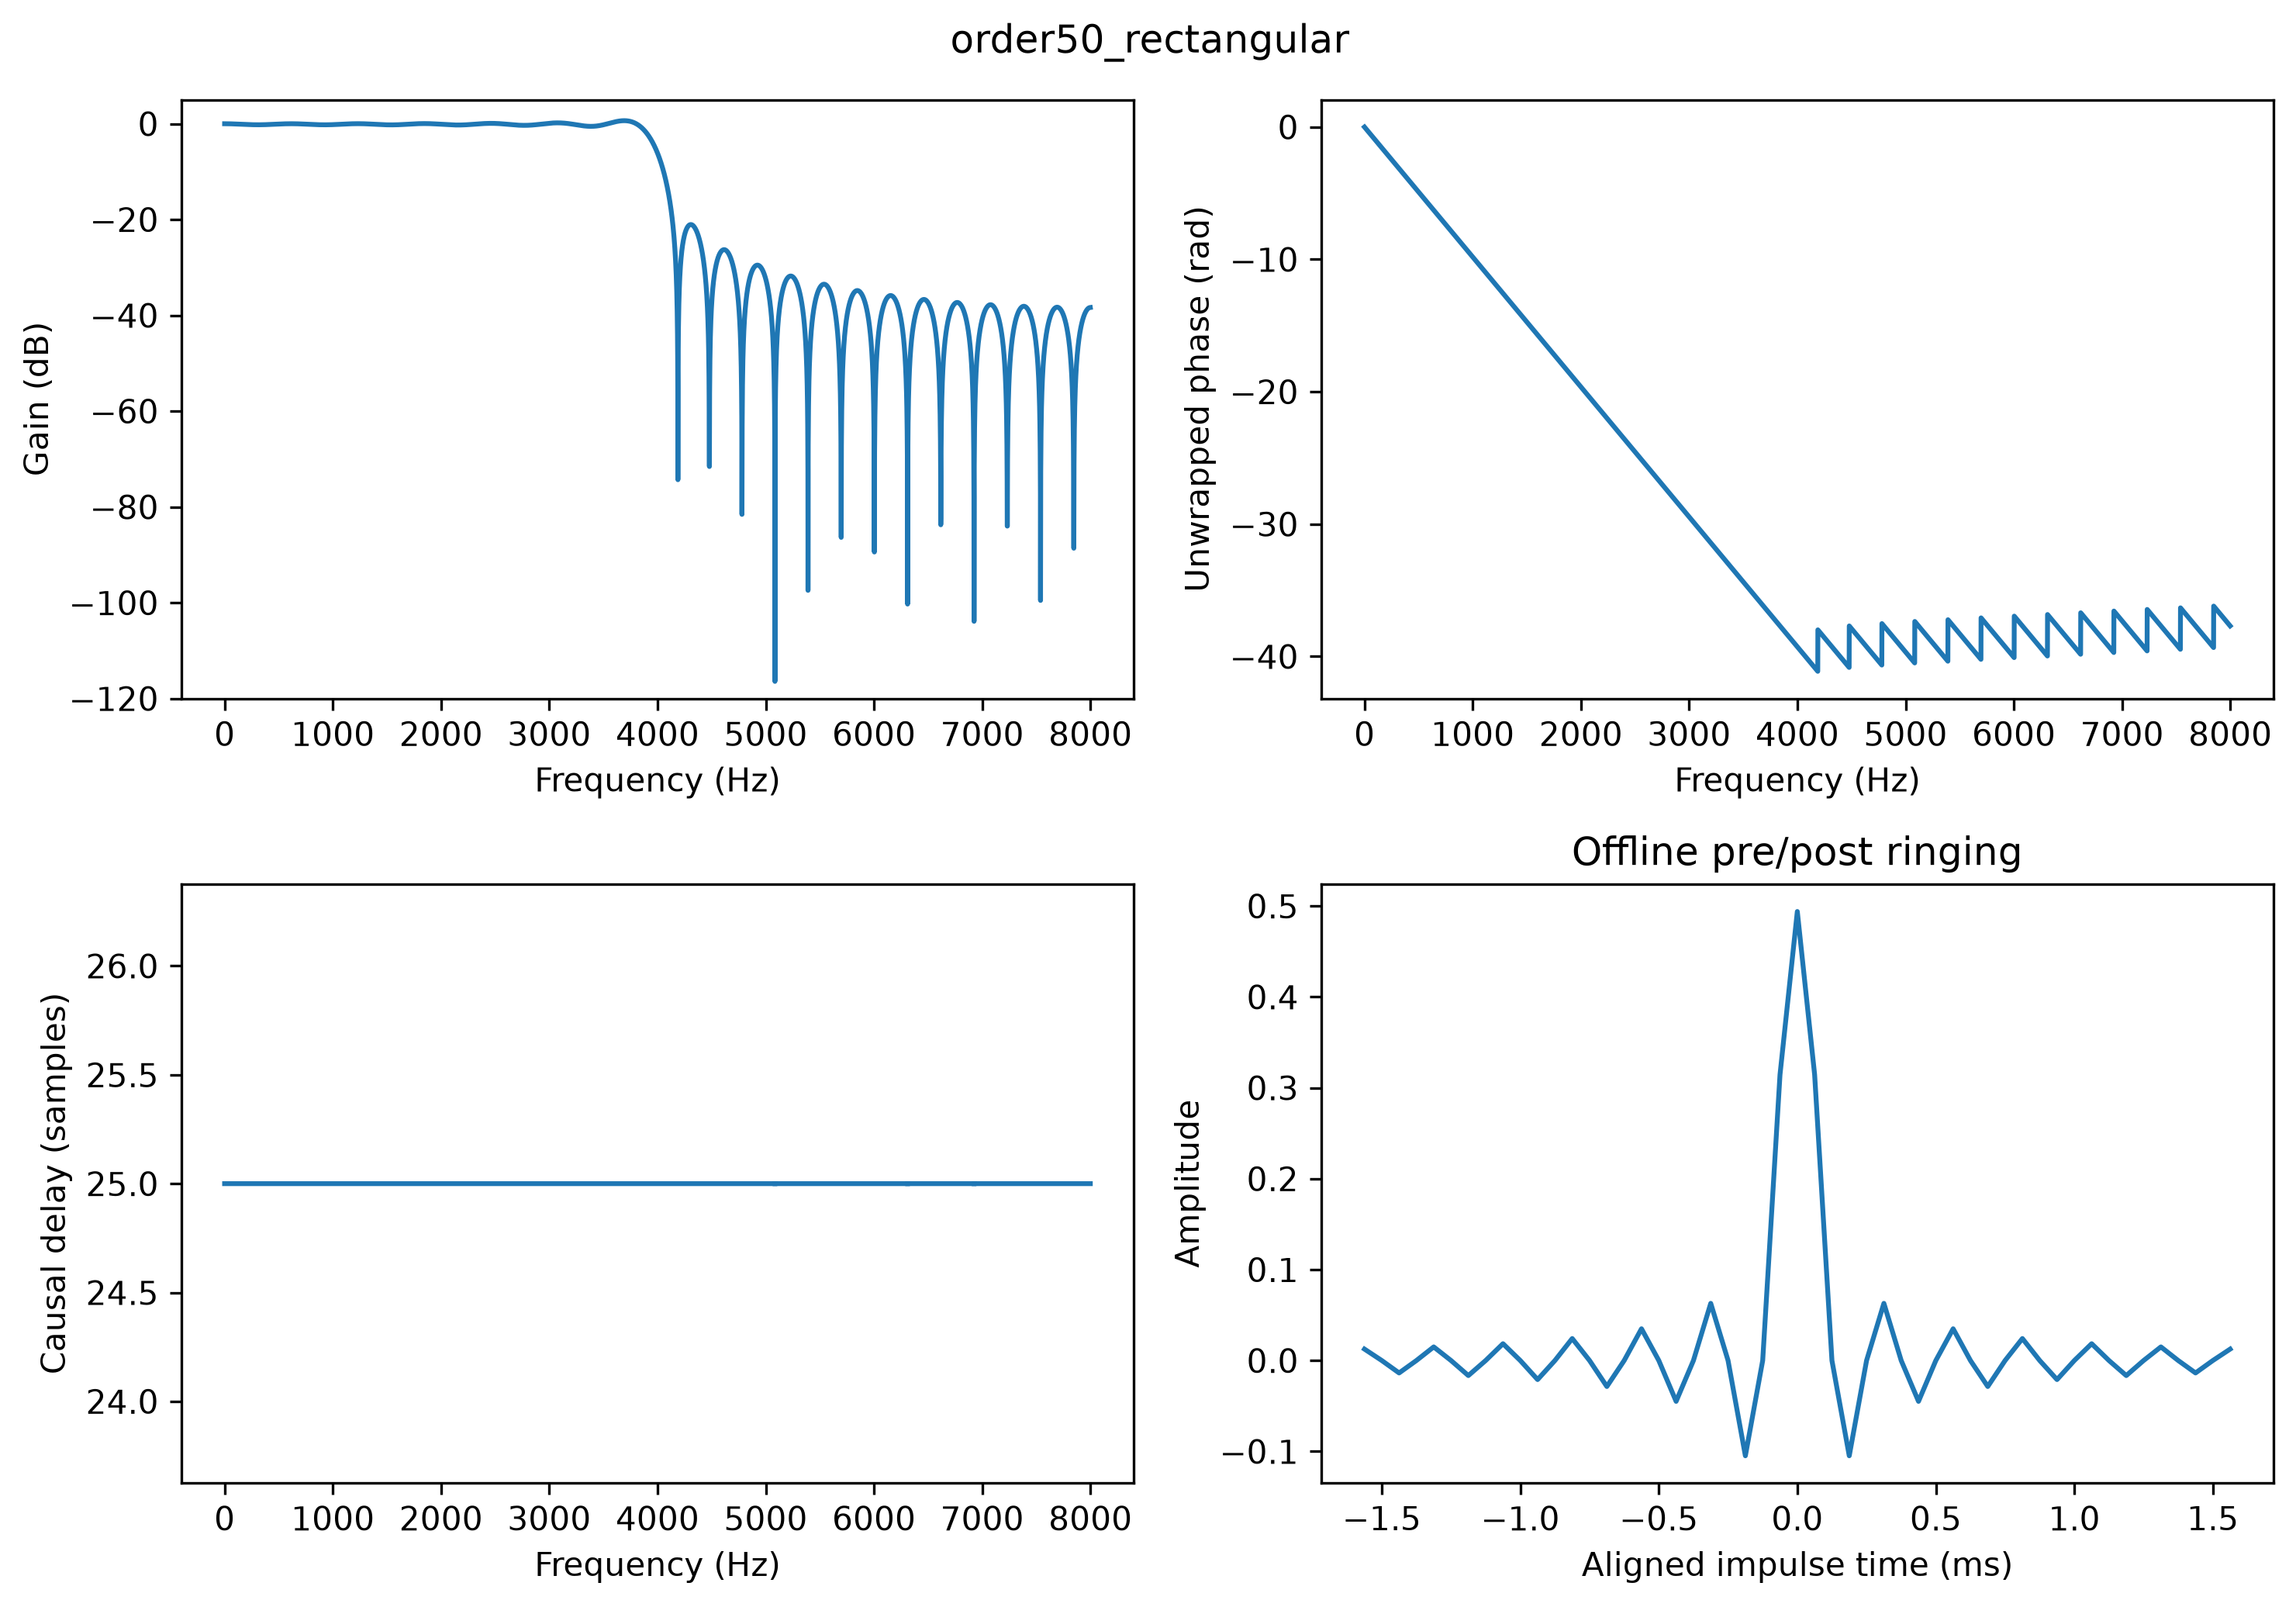 order50_rectangular
0
−20
−40
−60
−80
−100
−120
Gain (dB)
0 1000 2000 3000 4000 5000 6000 7000 8000
Frequency (Hz)
0
−10
−20
−30
−40
Unwrapped phase (rad)
0 1000 2000 3000 4000 5000 6000 7000 8000
Frequency (Hz)
26.0
25.5
25.0
24.5
24.0
Causal delay (samples)
0 1000 2000 3000 4000 5000 6000 7000 8000
Frequency (Hz)
Offline pre/post ringing
0.5
0.4
0.3
0.2
0.1
0.0
−0.1
Amplitude
−1.5 −1.0 −0.5 0.0 0.5 1.0 1.5
Aligned impulse time (ms)